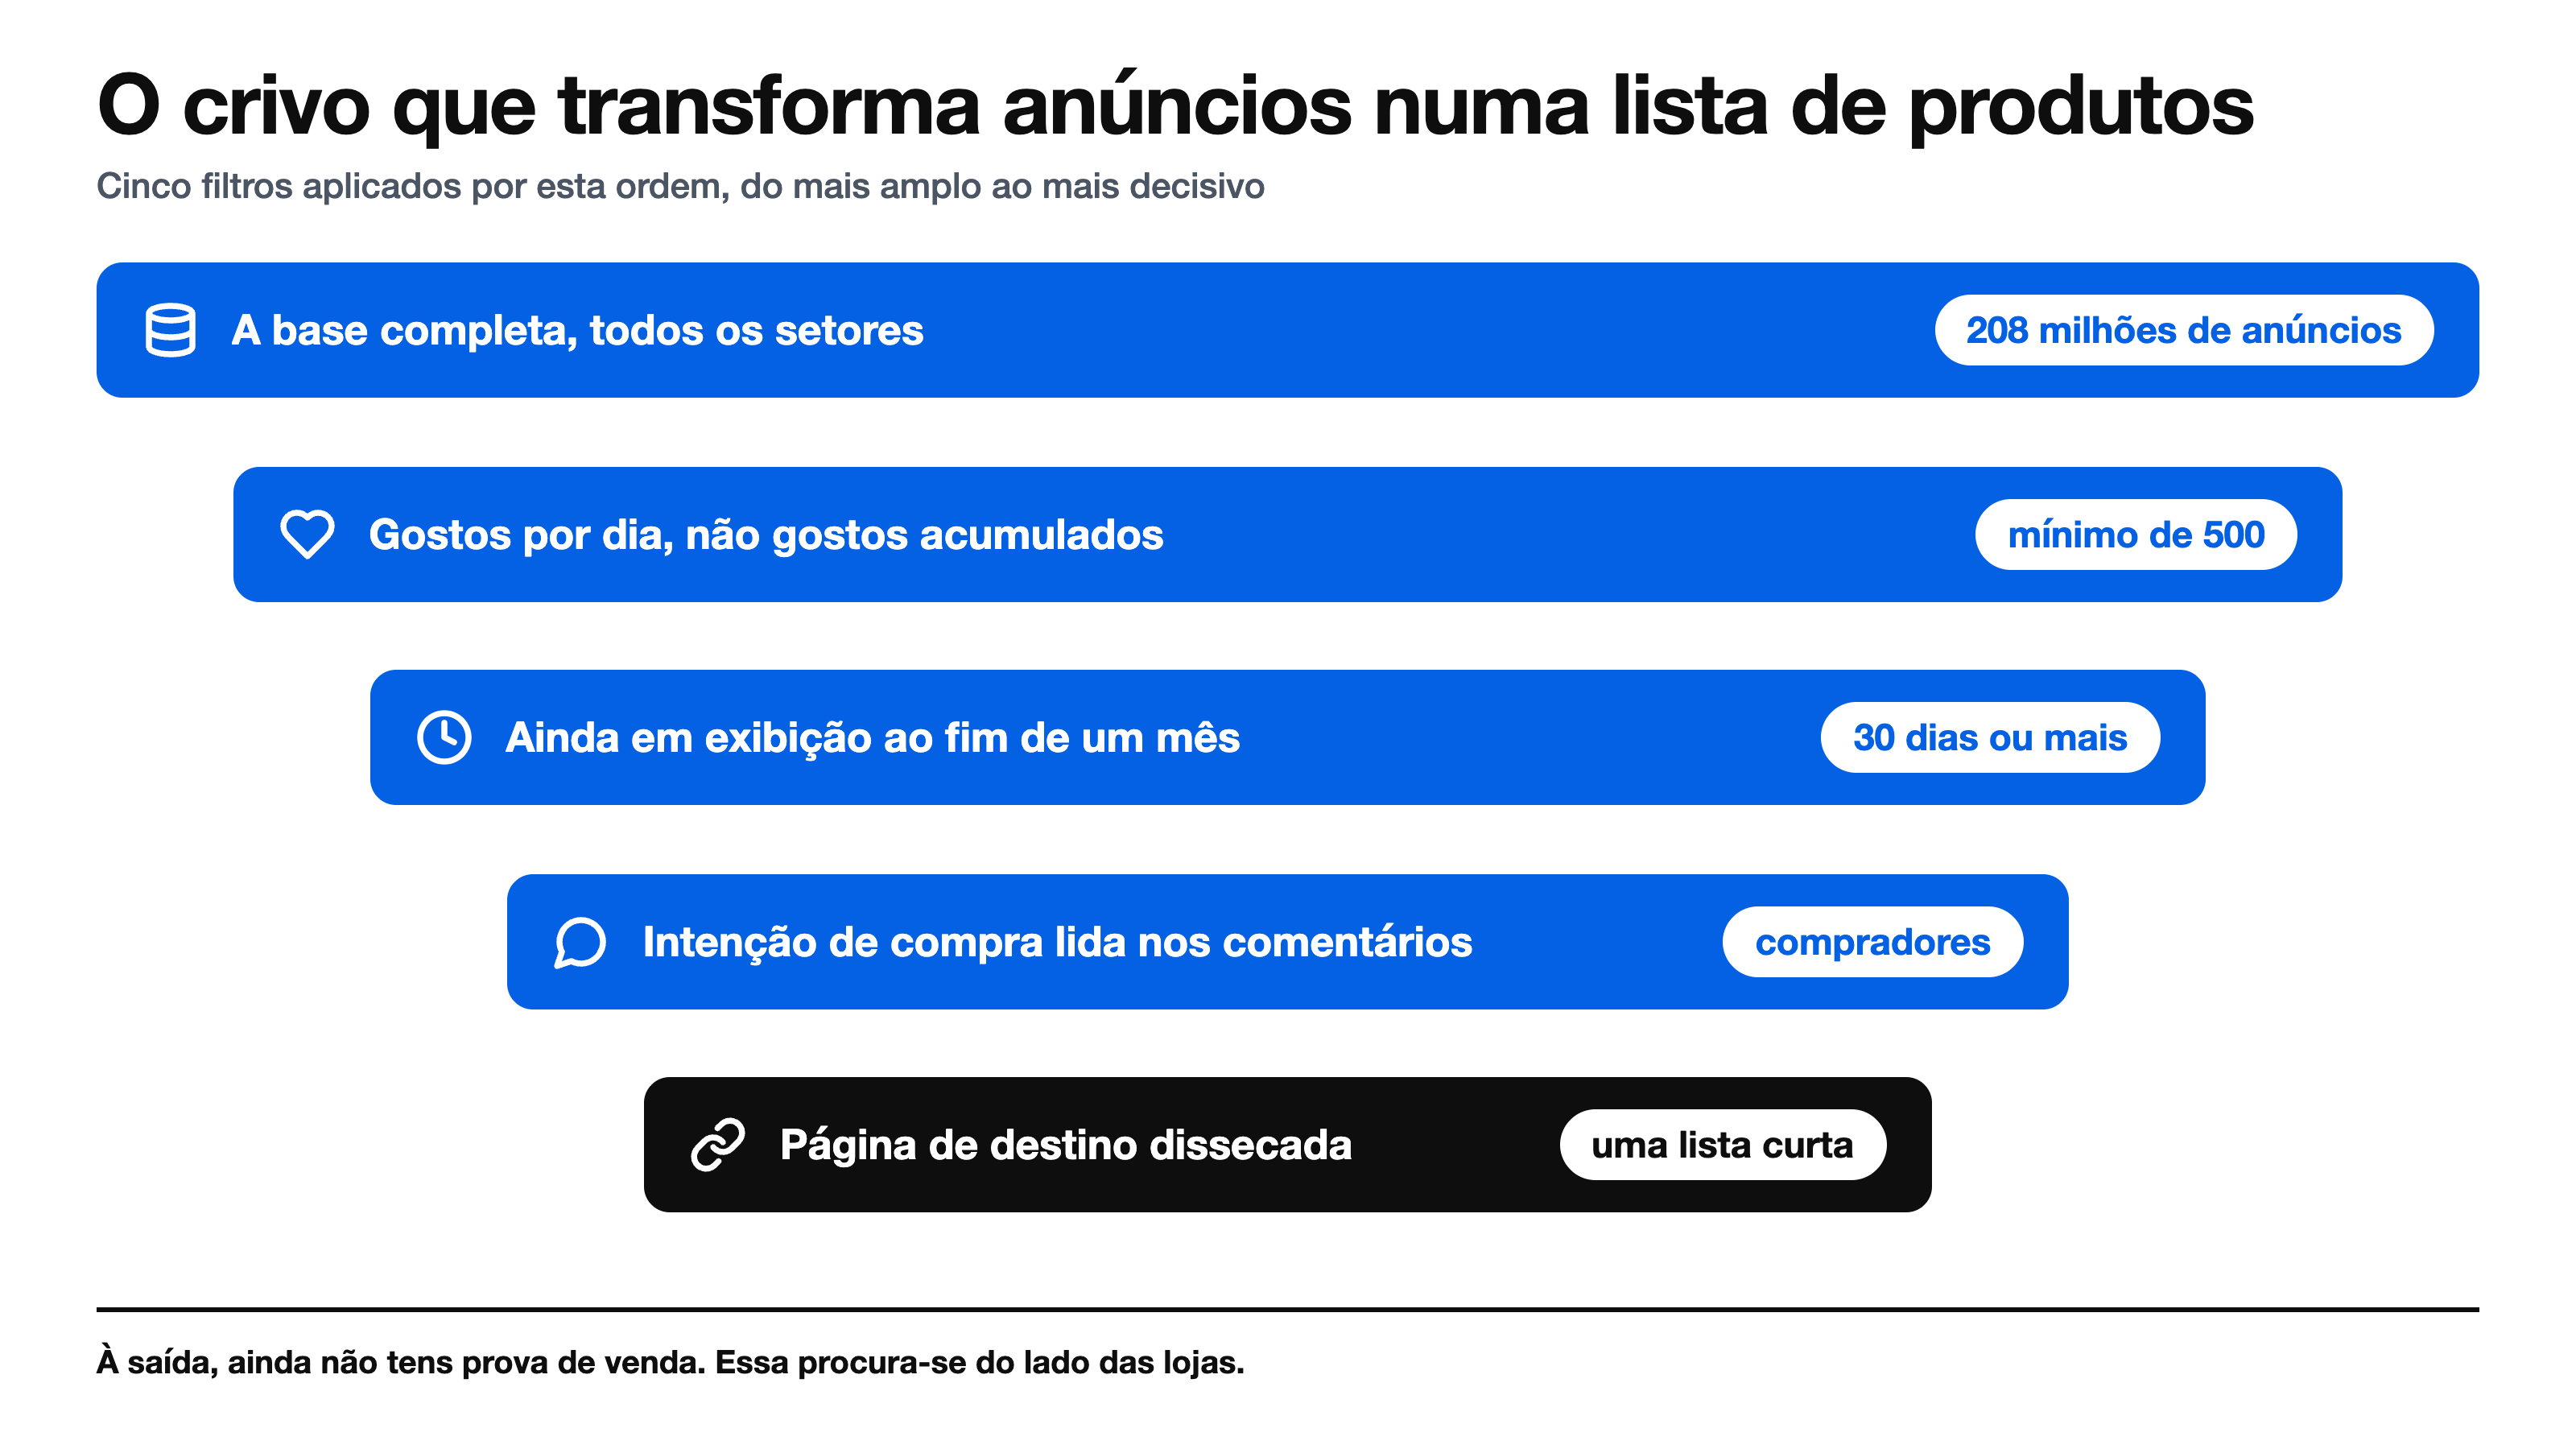 O crivo que transforma anúncios numa lista de produtos
Cinco filtros aplicados por esta ordem, do mais amplo ao mais decisivo
A base completa, todos os setores
208 milhões de anúncios
Gostos por dia, não gostos acumulados
mínimo de 500
Ainda em exibição ao fim de um mês
30 dias ou mais
Intenção de compra lida nos comentários
compradores
Página de destino dissecada
uma lista curta
À saída, ainda não tens prova de venda. Essa procura-se do lado das lojas.